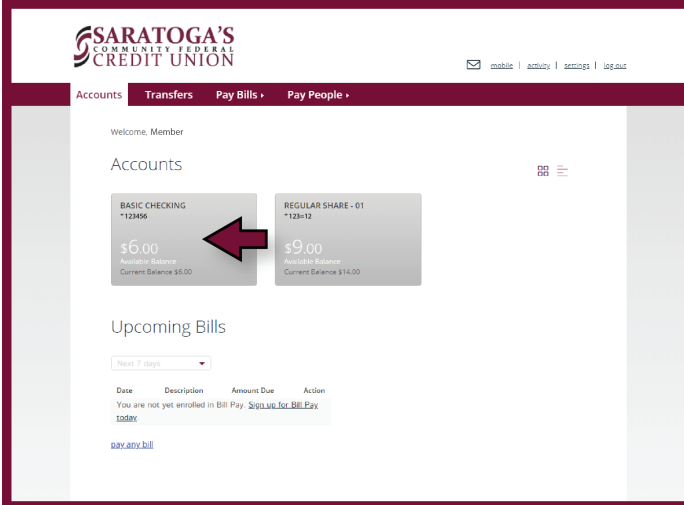 SARATOGA'S
COMMUNITY FEDERAL
CREDIT UNION
mobile | activity | settings | log out
Accounts Transfers Pay Bills Pay People
Welcome, Member
Accounts
BASIC CHECKING
*123456
$6.00
Available Balance
Current Balance $6.00
REGULAR SHARE - 01
*123=12
$9.00
Available Balance
Current Balance $14.00
Upcoming Bills
Next 7 days
Date Description Amount Due Action
You are not yet enrolled in Bill Pay. Sign up for Bill Pay
today
pay any bill